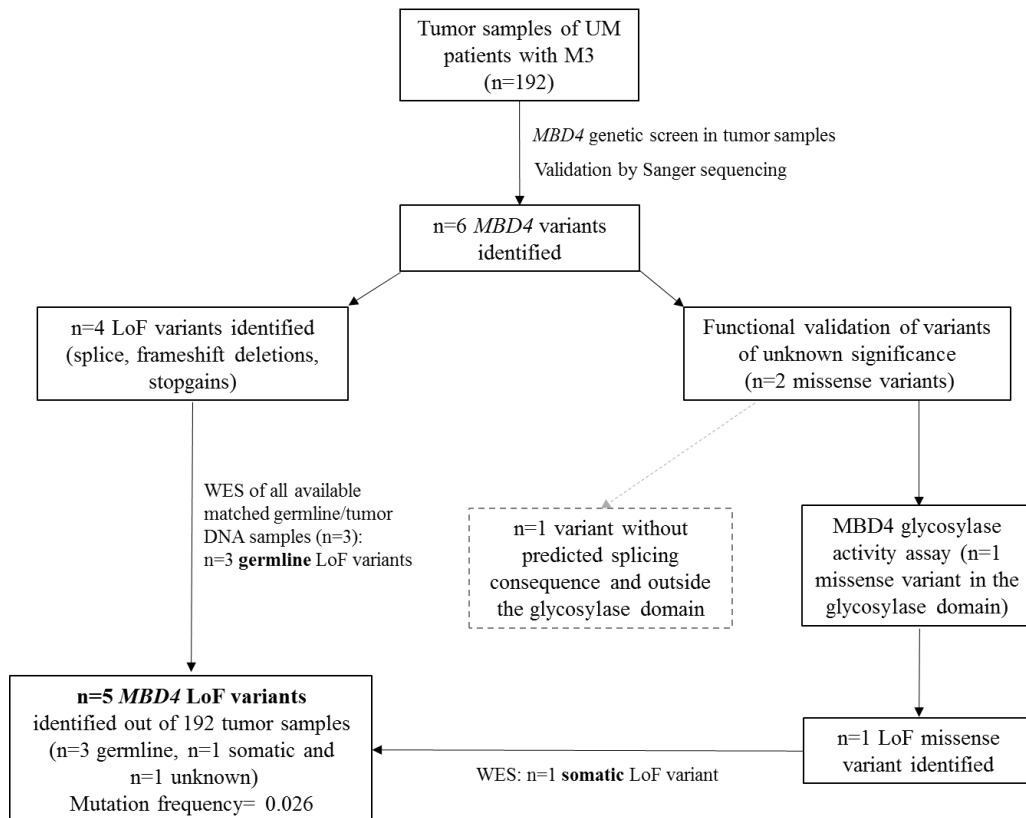 Tumor samples of UM
patients with M3
(n=192)
MBD4 genetic screen in tumor samples
Validation by Sanger sequencing
n=6 MBD4 variants
identified
n=4 LoF variants identified
(splice, frameshift deletions,
stopgains)
Functional validation of variants
of unknown significance
(n=2 missense variants)
WES of all available
matched germline/tumor
DNA samples (n=3):
n=3 germline LoF variants
n=1 variant without
predicted splicing
consequence and outside
the glycosylase domain
MBD4 glycosylase
activity assay (n=1
missense variant in the
glycosylase domain)
n=5 MBD4 LoF variants
identified out of 192 tumor samples
(n=3 germline, n=1 somatic and
n=1 unknown)
Mutation frequency= 0.026
WES: n=1 somatic LoF variant
n=1 LoF missense
variant identified